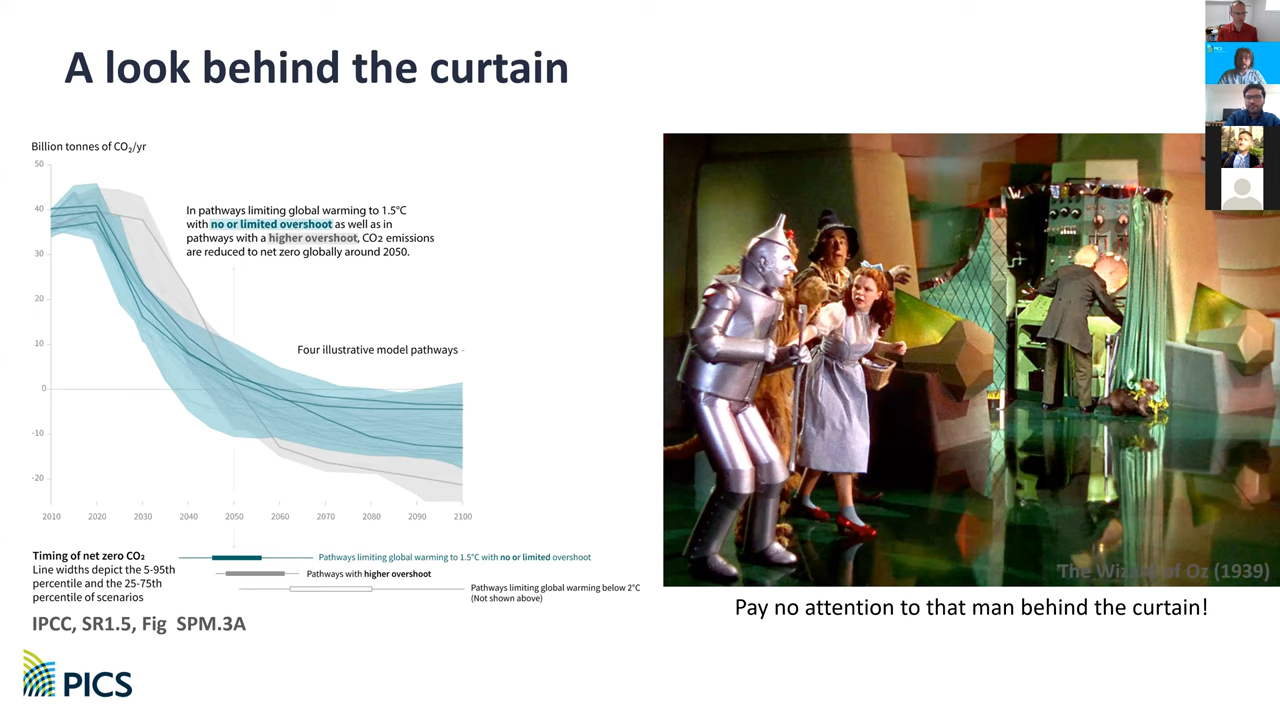 A look behind the curtain
Billion tonnes of CO₂/yr
50
40
30
20
10
0
-10
-20
2010 2020 2030 2040 2050 2060 2070 2080 2090 2100
In pathways limiting global warming to 1.5°C
with no or limited overshoot as well as in
pathways with a higher overshoot, CO2 emissions
are reduced to net zero globally around 2050.
Four illustrative model pathways
Timing of net zero CO₂
Line widths depict the 5-95th
percentile and the 25-75th
percentile of scenarios
Pathways limiting global warming to 1.5°C with no or limited overshoot
Pathways with higher overshoot
Pathways limiting global warming below 2°C
(Not shown above)
IPCC, SR1.5, Fig SPM.3A
PICS
The Wizard of Oz (1939)
Pay no attention to that man behind the curtain!
PICS